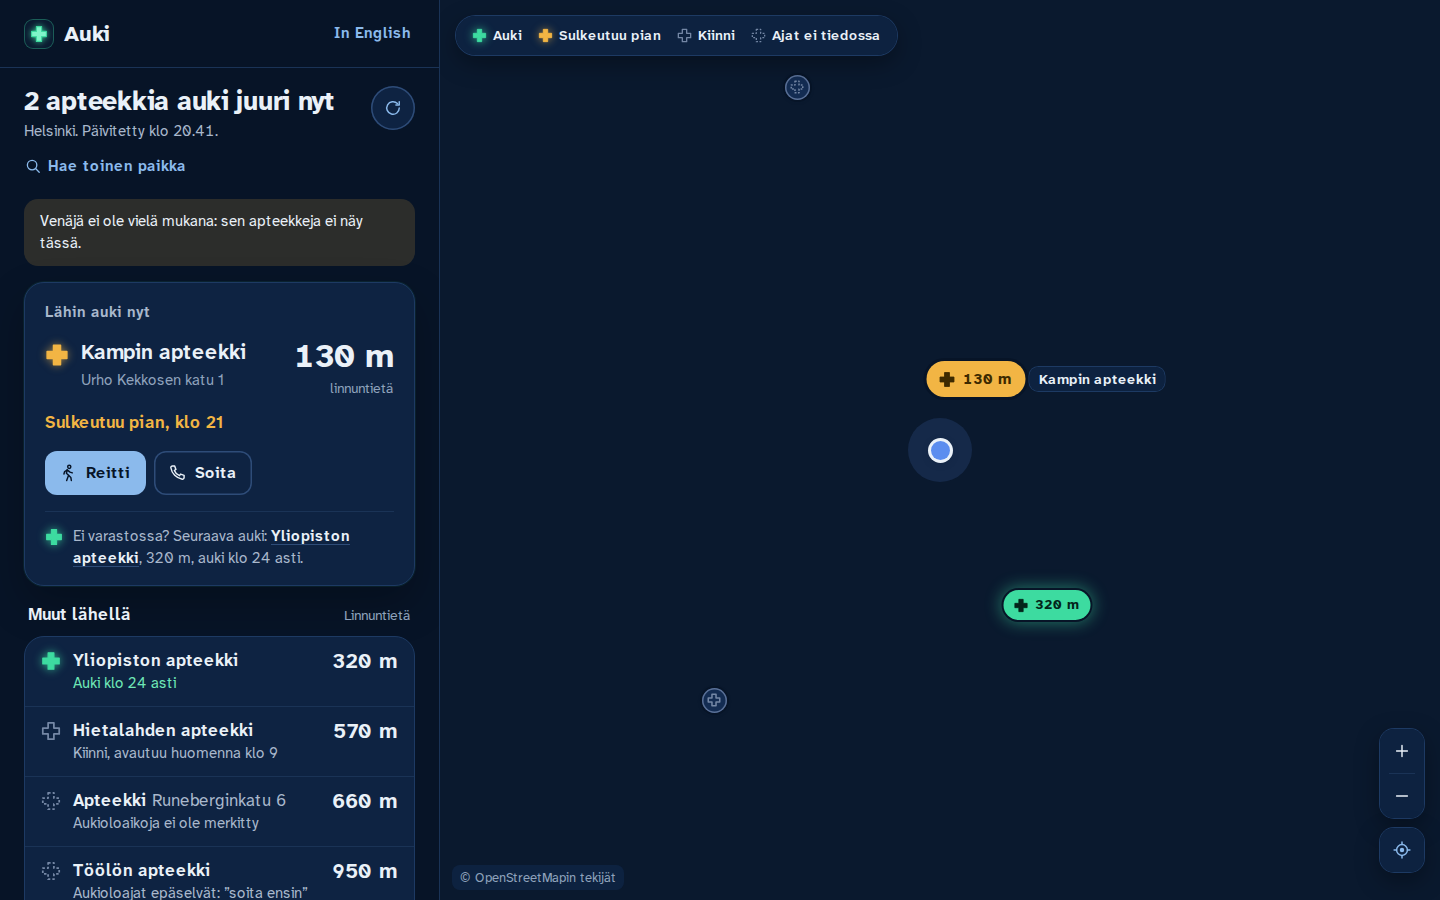 Auki
In English
2 apteekkia auki juuri nyt
Helsinki. Päivitetty klo 20.41.
Hae toinen paikka
Venäjä ei ole vielä mukana: sen apteekkeja ei näy
tässä.
Lähin auki nyt
Kampin apteekki
130 m
Urho Kekkosen katu 1
linnuntietä
Sulkeutuu pian, klo 21
Reitti
Soita
Ei varastossa? Seuraava auki: Yliopiston
apteekki, 320 m, auki klo 24 asti.
Muut lähellä
Linnuntietä
Yliopiston apteekki
320 m
Auki klo 24 asti
Hietalahden apteekki
570 m
Kiinni, avautuu huomenna klo 9
Apteekki Runeberginkatu 6
660 m
Aukioloaikoja ei ole merkitty
Töölön apteekki
950 m
Aukioloajat epäselvät: ”soita ensin”
Auki
Sulkeutuu pian
Kiinni
Ajat ei tiedossa
130 m
Kampin apteekki
320 m
+
−
© OpenStreetMapin tekijät